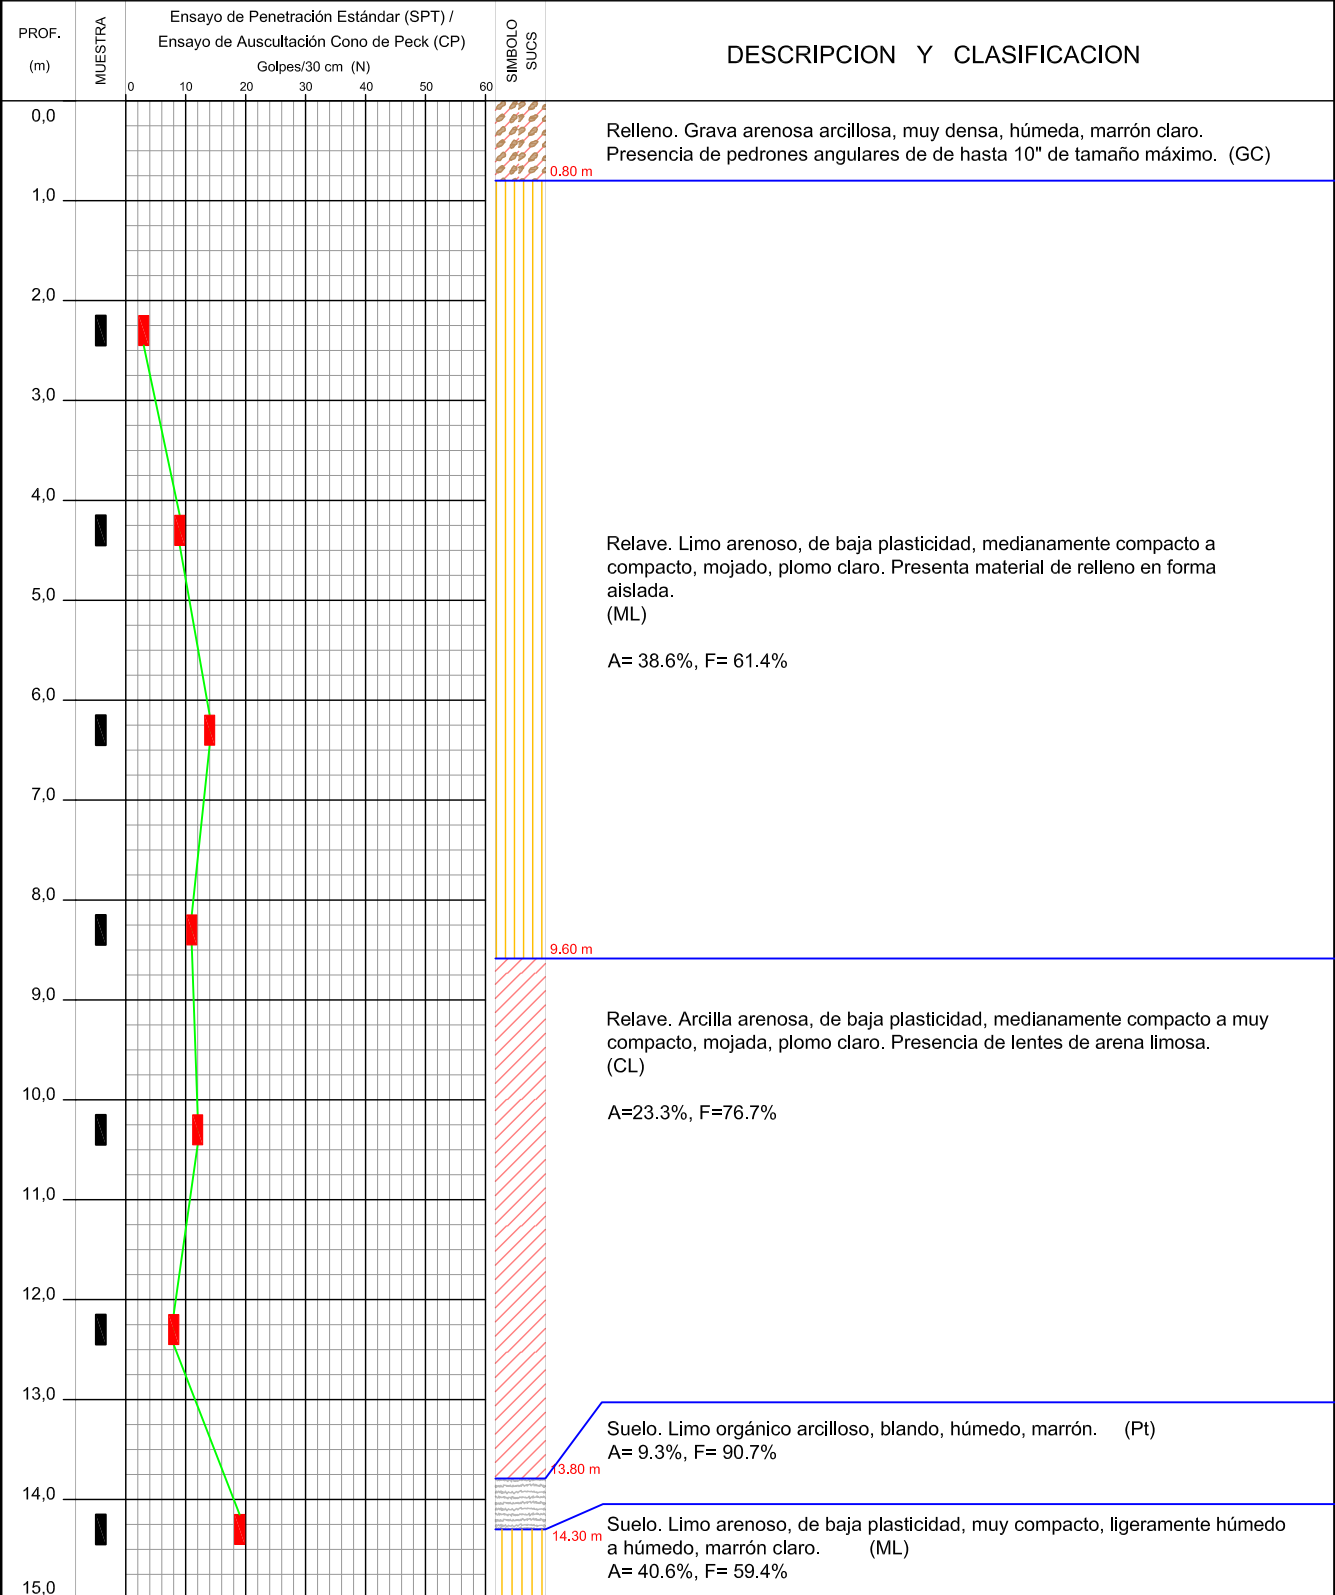 PROF.
(m)
MUESTRA
Ensayo de Penetración Estándar (SPT) /
Ensayo de Auscultación Cono de Peck (CP)
Golpes/30 cm (N)
0 10 20 30 40 50 60
SIMBOLO
SUCS
DESCRIPCION Y CLASIFICACION
0,0
Relleno. Grava arenosa arcillosa, muy densa, húmeda, marrón claro.
Presencia de pedrones angulares de de hasta 10" de tamaño máximo. (GC)
0.80 m
1,0
2,0
3,0
4,0
Relave. Limo arenoso, de baja plasticidad, medianamente compacto a
compacto, mojado, plomo claro. Presenta material de relleno en forma
aislada.
(ML)
5,0
A= 38.6%, F= 61.4%
6,0
7,0
8,0
9.60 m
9,0
Relave. Arcilla arenosa, de baja plasticidad, medianamente compacto a muy
compacto, mojada, plomo claro. Presencia de lentes de arena limosa.
(CL)
10,0
A=23.3%, F=76.7%
11,0
12,0
13,0
Suelo. Limo orgánico arcilloso, blando, húmedo, marrón. (Pt)
A= 9.3%, F= 90.7%
13.80 m
14,0
Suelo. Limo arenoso, de baja plasticidad, muy compacto, ligeramente húmedo
14.30 m
a húmedo, marrón claro. (ML)
A= 40.6%, F= 59.4%
15,0